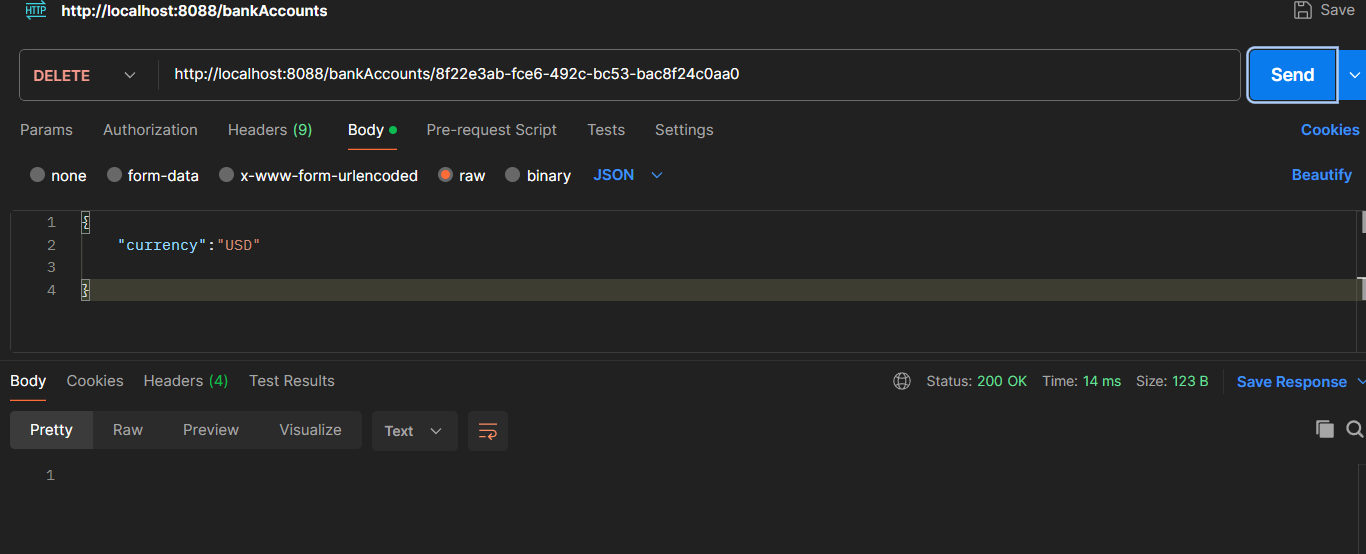 HTTP http://localhost:8088/bankAccounts Save
DELETE http://localhost:8088/bankAccounts/8f22e3ab-fce6-492c-bc53-bac8f24c0aa0 Send
Params Authorization Headers (9) Body Pre-request Script Tests Settings Cookies
none form-data x-www-form-urlencoded raw binary JSON Beautify
1 {
2 "currency":"USD"
3
4 }
Body Cookies Headers (4) Test Results Status: 200 OK Time: 14 ms Size: 123 B Save Response
Pretty Raw Preview Visualize Text
1